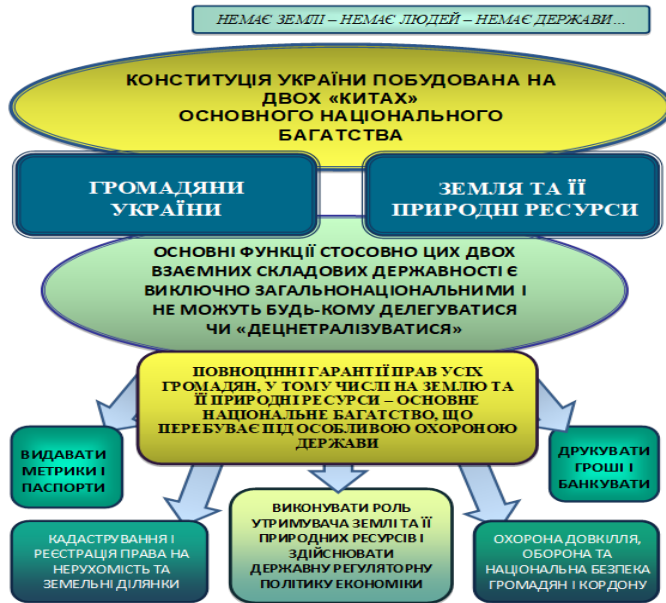 НЕМАЄ ЗЕМЛІ – НЕМАЄ ЛЮДЕЙ – НЕМАЄ ДЕРЖАВИ…
КОНСТИТУЦІЯ УКРАЇНИ ПОБУДОВАНА НА
ДВОХ «КИТАХ»
ОСНОВНОГО НАЦІОНАЛЬНОГО
БАГАТСТВА
ГРОМАДЯНИ
УКРАЇНИ
ЗЕМЛЯ ТА ЇЇ
ПРИРОДНІ РЕСУРСИ
ОСНОВНІ ФУНКЦІЇ СТОСОВНО ЦИХ ДВОХ
ВЗАЄМНИХ СКЛАДОВИХ ДЕРЖАВНОСТІ Є
ВИКЛЮЧНО ЗАГАЛЬНОНАЦІОНАЛЬНИМИ І
НЕ МОЖУТЬ БУДЬ-КОМУ ДЕЛЕГУВАТИСЯ
ЧИ «ДЕЦНЕТРАЛІЗУВАТИСЯ»
ПОВНОЦІННІ ГАРАНТІЇ ПРАВ УСІХ
ГРОМАДЯН, У ТОМУ ЧИСЛІ НА ЗЕМЛЮ ТА
ЇЇ ПРИРОДНІ РЕСУРСИ – ОСНОВНЕ
НАЦІОНАЛЬНЕ БАГАТСТВО, ЩО
ПЕРЕБУВАЄ ПІД ОСОБЛИВОЮ ОХОРОНОЮ
ДЕРЖАВИ
ВИДАВАТИ
МЕТРИКИ І
ПАСПОРТИ
ДРУКУВАТИ
ГРОШІ І
БАНКУВАТИ
КАДАСТРУВАННЯ І
РЕЄСТРАЦІЯ ПРАВА НА
НЕРУХОМІСТЬ ТА
ЗЕМЕЛЬНІ ДІЛЯНКИ
ВИКОНУВАТИ РОЛЬ
УТРИМУВАЧА ЗЕМЛІ ТА ЇЇ
ПРИРОДНИХ РЕСУРСІВ І
ЗДІЙСНЮВАТИ
ДЕРЖАВНУ РЕГУЛЯТОРНУ
ПОЛІТИКУ ЕКОНОМІКИ
ОХОРОНА ДОВКІЛЛЯ,
ОБОРОНА ТА
НАЦІОНАЛЬНА БЕЗПЕКА
ГРОМАДЯН І КОРДОНУ